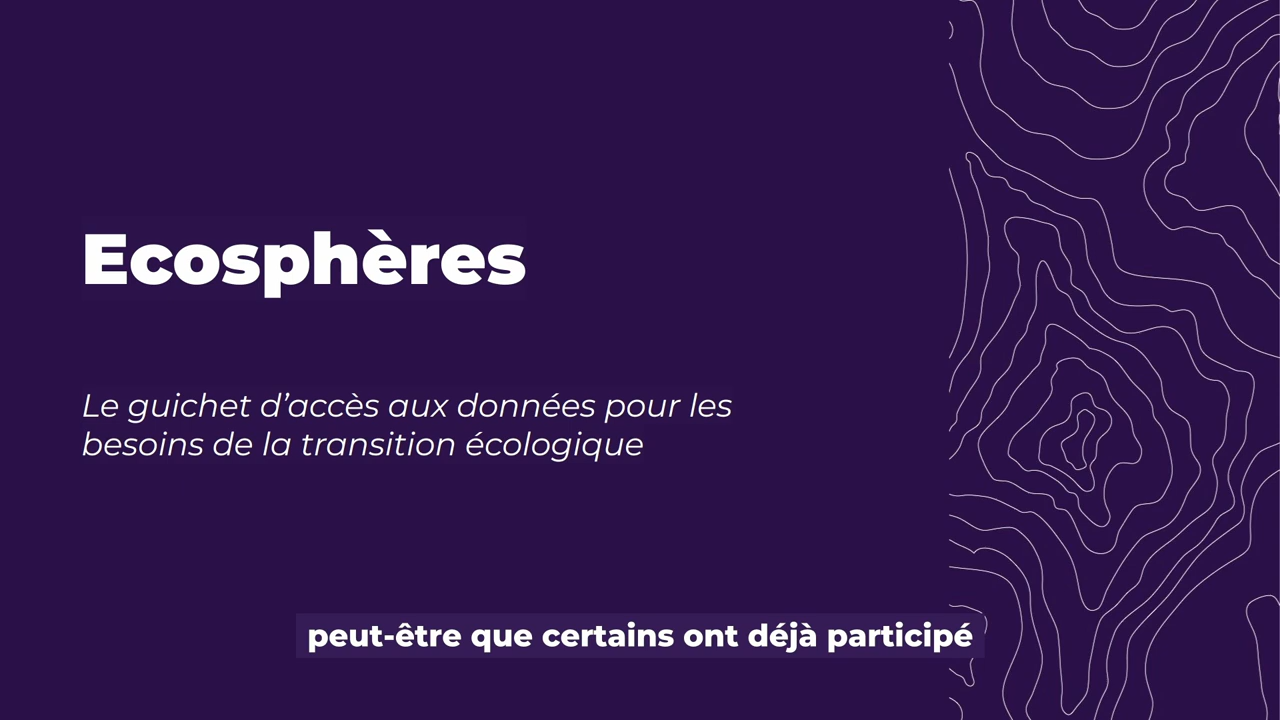 Ecosphères
Le guichet d’accès aux données pour les
besoins de la transition écologique
peut-être que certains ont déjà participé